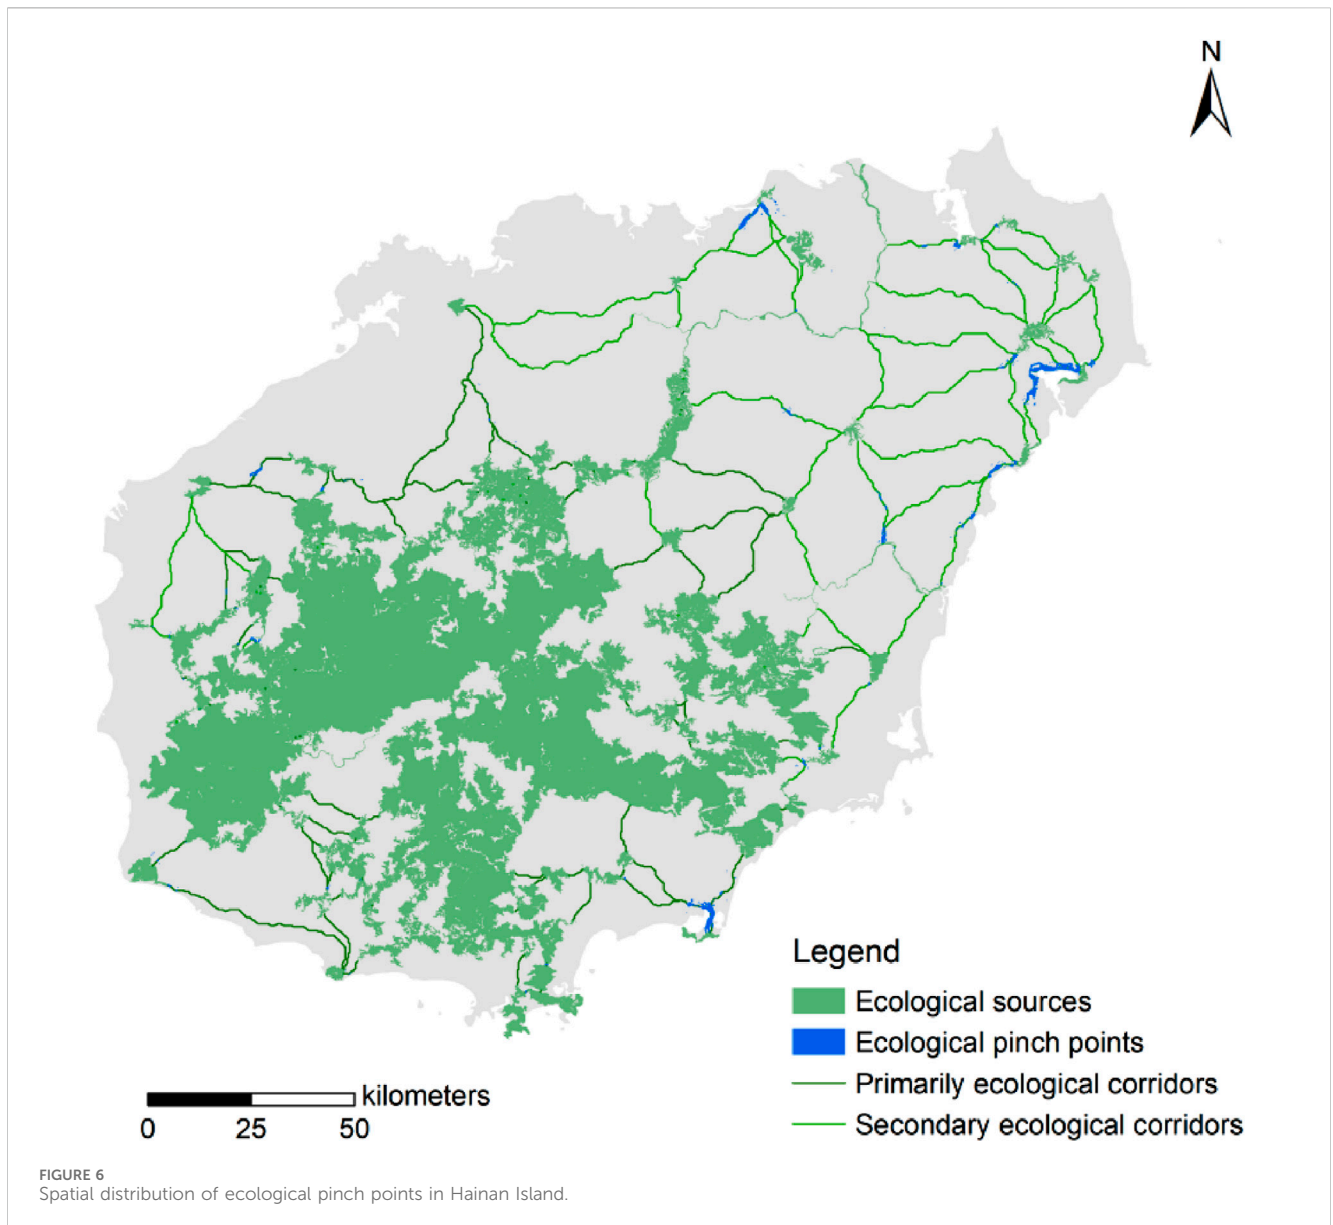 N
Legend
Ecological sources
Ecological pinch points
Primarily ecological corridors
Secondary ecological corridors
kilometers
0 25 50
FIGURE 6
Spatial distribution of ecological pinch points in Hainan Island.